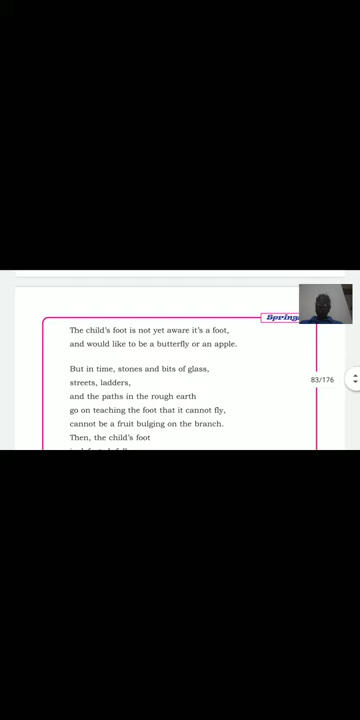 Spring
The child's foot is not yet aware it's a foot,
and would like to be a butterfly or an apple.
But in time, stones and bits of glass,
streets, ladders,
and the paths in the rough earth
go on teaching the foot that it cannot fly,
cannot be a fruit bulging on the branch.
Then, the child's foot
83/176